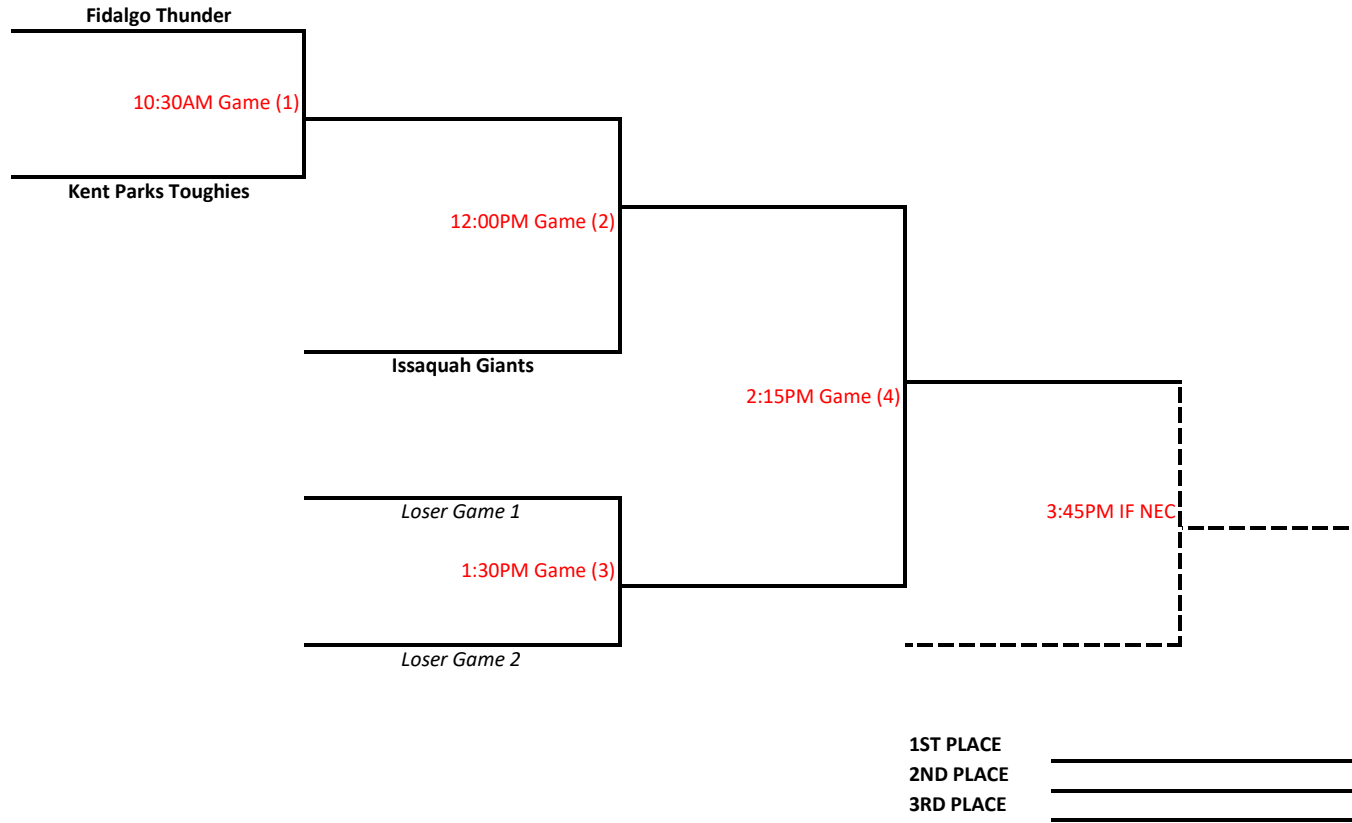 Fidalgo Thunder
10:30AM Game (1)
Kent Parks Toughies
12:00PM Game (2)
Issaquah Giants
2:15PM Game (4)
Loser Game 1
3:45PM IF NEC
1:30PM Game (3)
Loser Game 2
1ST PLACE
2ND PLACE
3RD PLACE